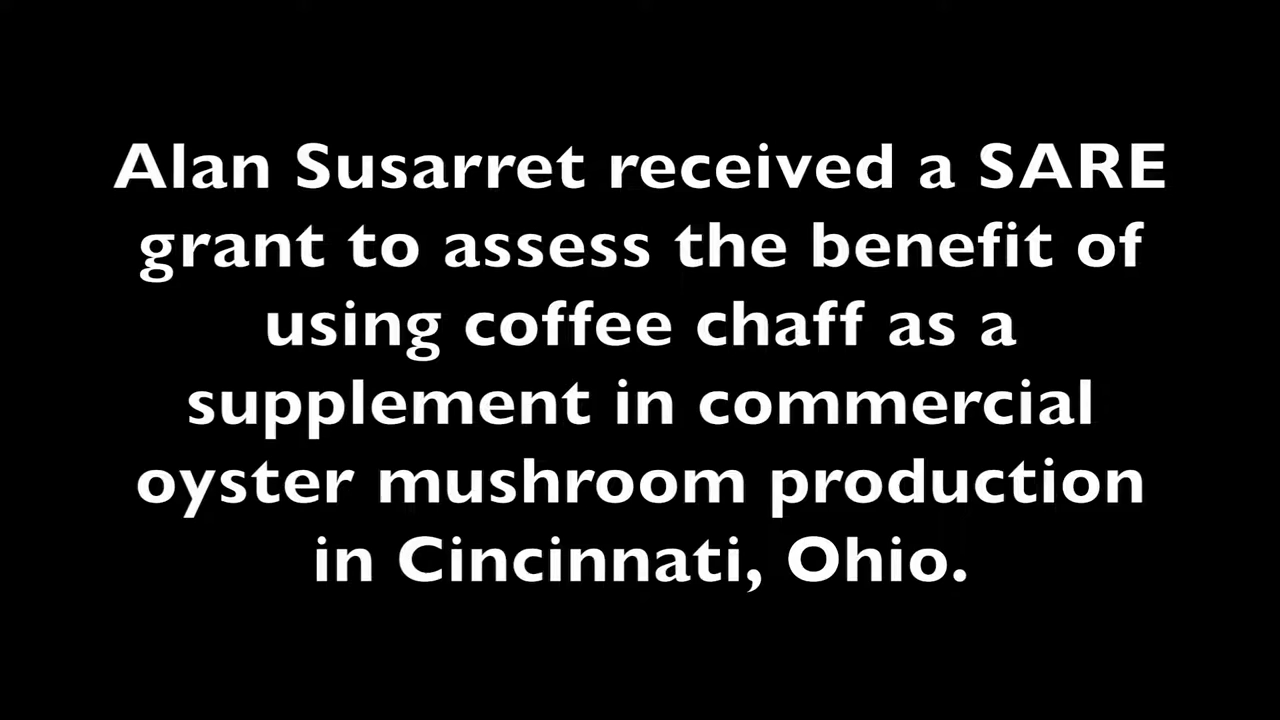 Alan Susarret received a SARE
grant to assess the benefit of
using coffee chaff as a
supplement in commercial
oyster mushroom production
in Cincinnati, Ohio.